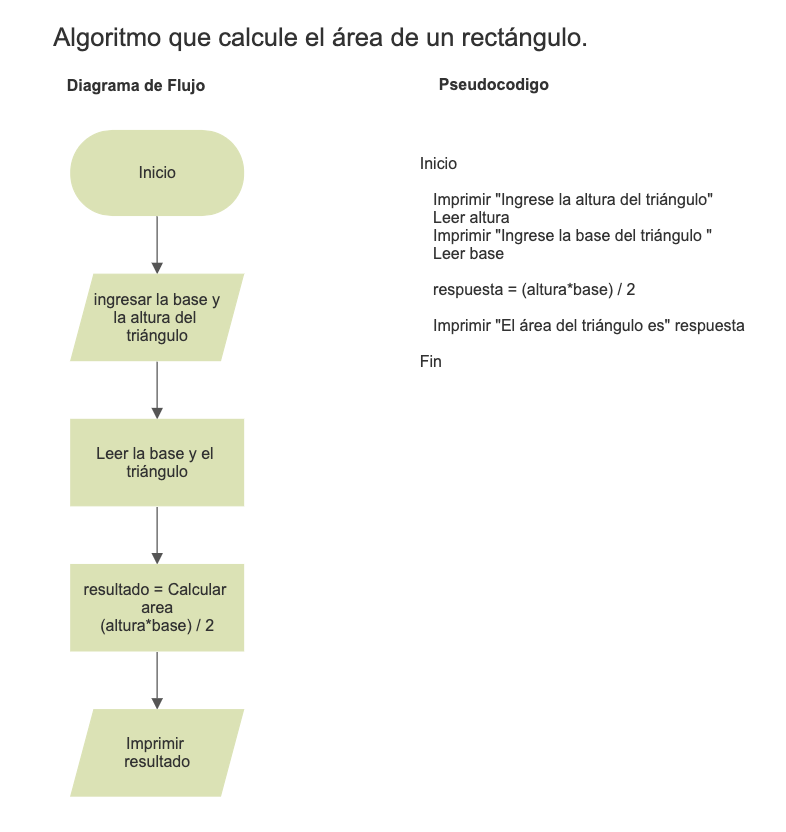 Algoritmo que calcule el área de un rectángulo.
Diagrama de Flujo
Inicio
ingresar la base y
la altura del
triángulo
Leer la base y el
triángulo
resultado = Calcular
area
(altura*base) / 2
Imprimir
resultado
Pseudocodigo
Inicio
Imprimir "Ingrese la altura del triángulo"
Leer altura
Imprimir "Ingrese la base del triángulo "
Leer base
respuesta = (altura*base) / 2
Imprimir "El área del triángulo es" respuesta
Fin